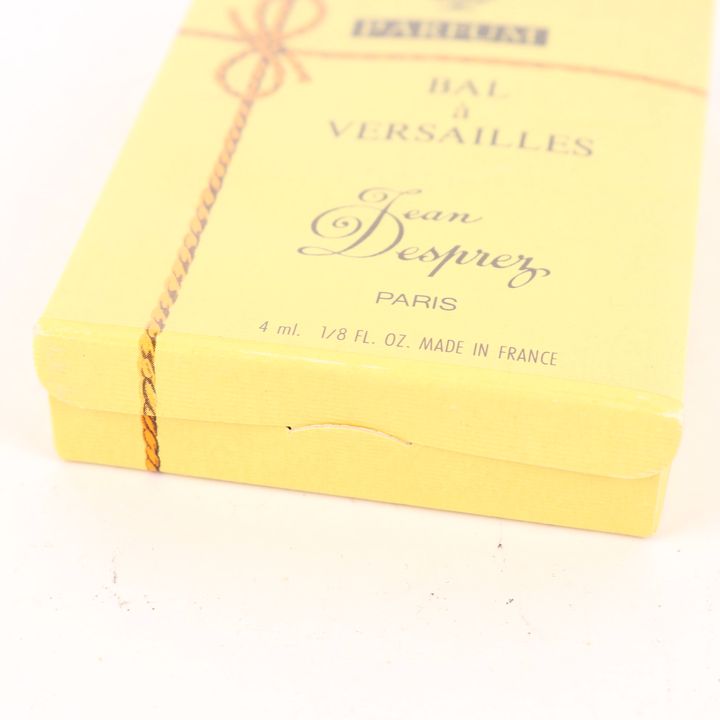 PARFUM
BAL
à
VERSAILLES
Jean
Desprez
PARIS
4 ml. 1/8 FL. OZ. MADE IN FRANCE